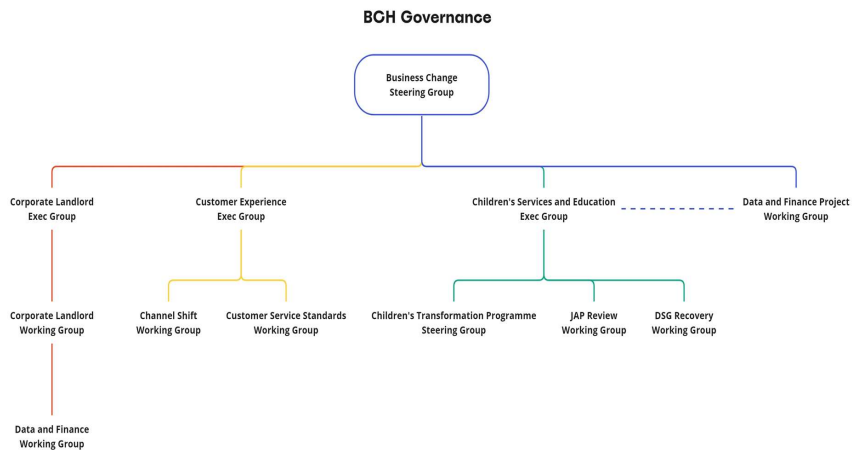 BCH Governance
Business Change
Steering Group
Corporate Landlord
Exec Group
Customer Experience
Exec Group
Children's Services and Education
Exec Group
Data and Finance Project
Working Group
Corporate Landlord
Working Group
Channel Shift
Working Group
Customer Service Standards
Working Group
Children's Transformation Programme
Steering Group
JAP Review
Working Group
DSG Recovery
Working Group
Data and Finance
Working Group